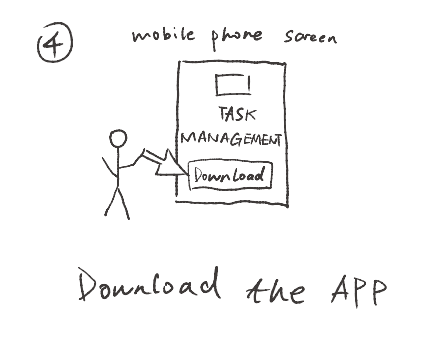 ④ mobile phone screen
TASK
MANAGEMENT
Download
Download the APP